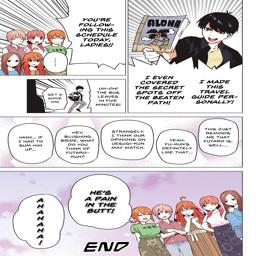 YOU'RE
FOLLOW-
ING THIS
SCHEDULE
TODAY,
LADIES!!
ALOHA
I EVEN
COVERED
THE SECRET
SPOTS OFF
THE BEATEN
PATH!
I MADE
THIS
TRAVEL
GUIDE PER-
SONALLY!
UH-OH!
THE BUS
LEAVES
IN FIVE
MINUTES!
GET A
MOVE
ON!
THIS JUST
REMINDS
ME THAT
FUTARO IS,
WELL...
YEAH,
FU-KUN'S
DEFINITELY
LIKE THAT...
STRANGELY,
I THINK OUR
OPINIONS ON
UESUGI-KUN
MAY MATCH.
HEY,
BLUSHING
BRIDE, WHAT
DO YOU
THINK OF
FUTARO-
KUN?
HMM... IF I
HAD TO
SUM HIM
UP...
HE'S
A PAIN
IN THE
BUTT!
AHAHAHA!
END